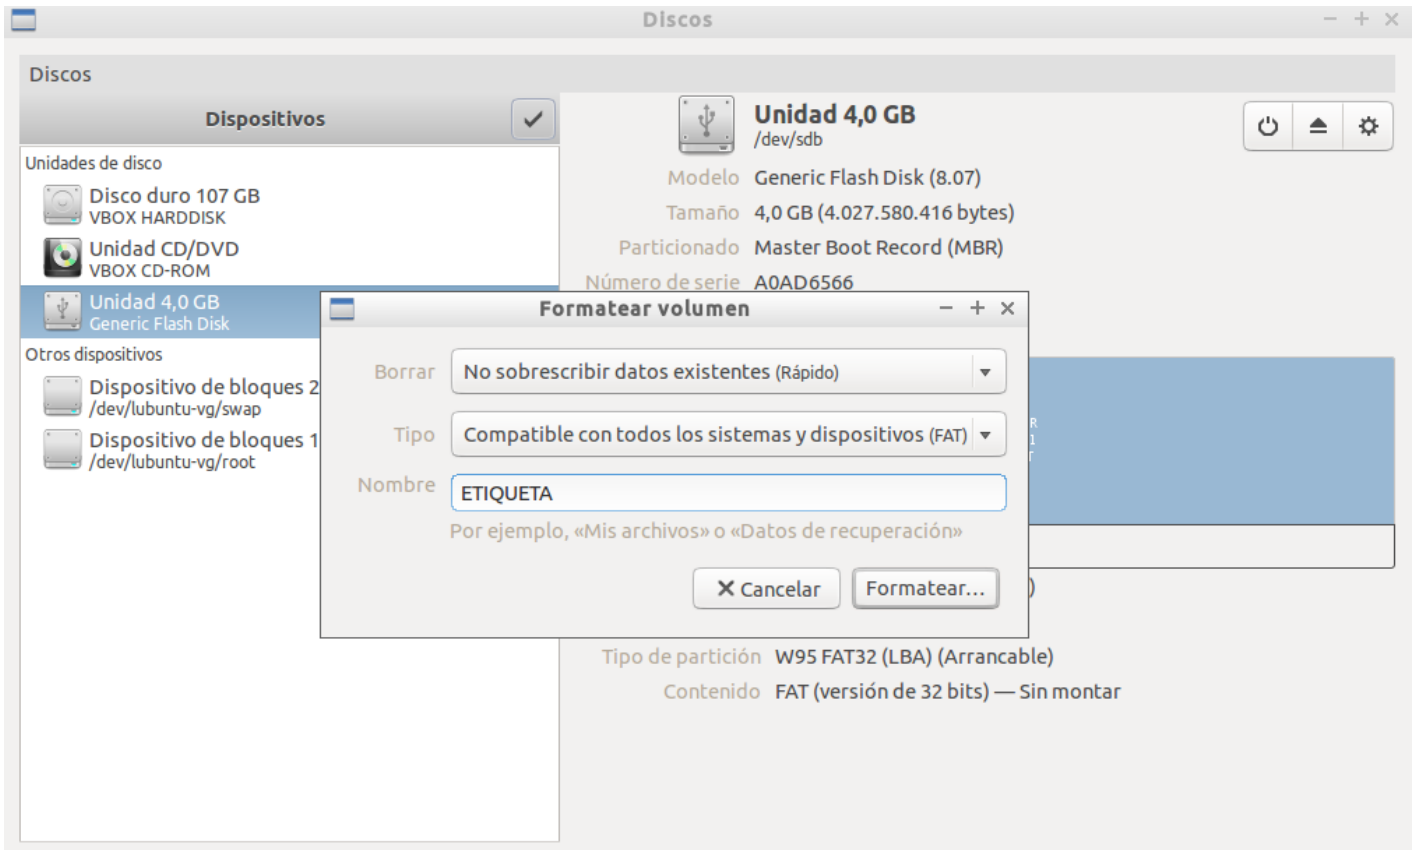 Discos
Discos
Dispositivos
Unidades de disco
Disco duro 107 GB
VBOX HARDDISK
Unidad CD/DVD
VBOX CD-ROM
Unidad 4,0 GB
Generic Flash Disk
Otros dispositivos
Dispositivo de bloques 2
/dev/lubuntu-vg/swap
Dispositivo de bloques 1
/dev/lubuntu-vg/root
Unidad 4,0 GB
/dev/sdb
Modelo Generic Flash Disk (8.07)
Tamaño 4,0 GB (4.027.580.416 bytes)
Particionado Master Boot Record (MBR)
Número de serie A0AD6566
Formatear volumen
Borrar No sobrescribir datos existentes (Rápido)
Tipo Compatible con todos los sistemas y dispositivos (FAT)
Nombre ETIQUETA
Por ejemplo, «Mis archivos» o «Datos de recuperación»
Cancelar Formatear...
Tipo de partición W95 FAT32 (LBA) (Arrancable)
Contenido FAT (versión de 32 bits) — Sin montar